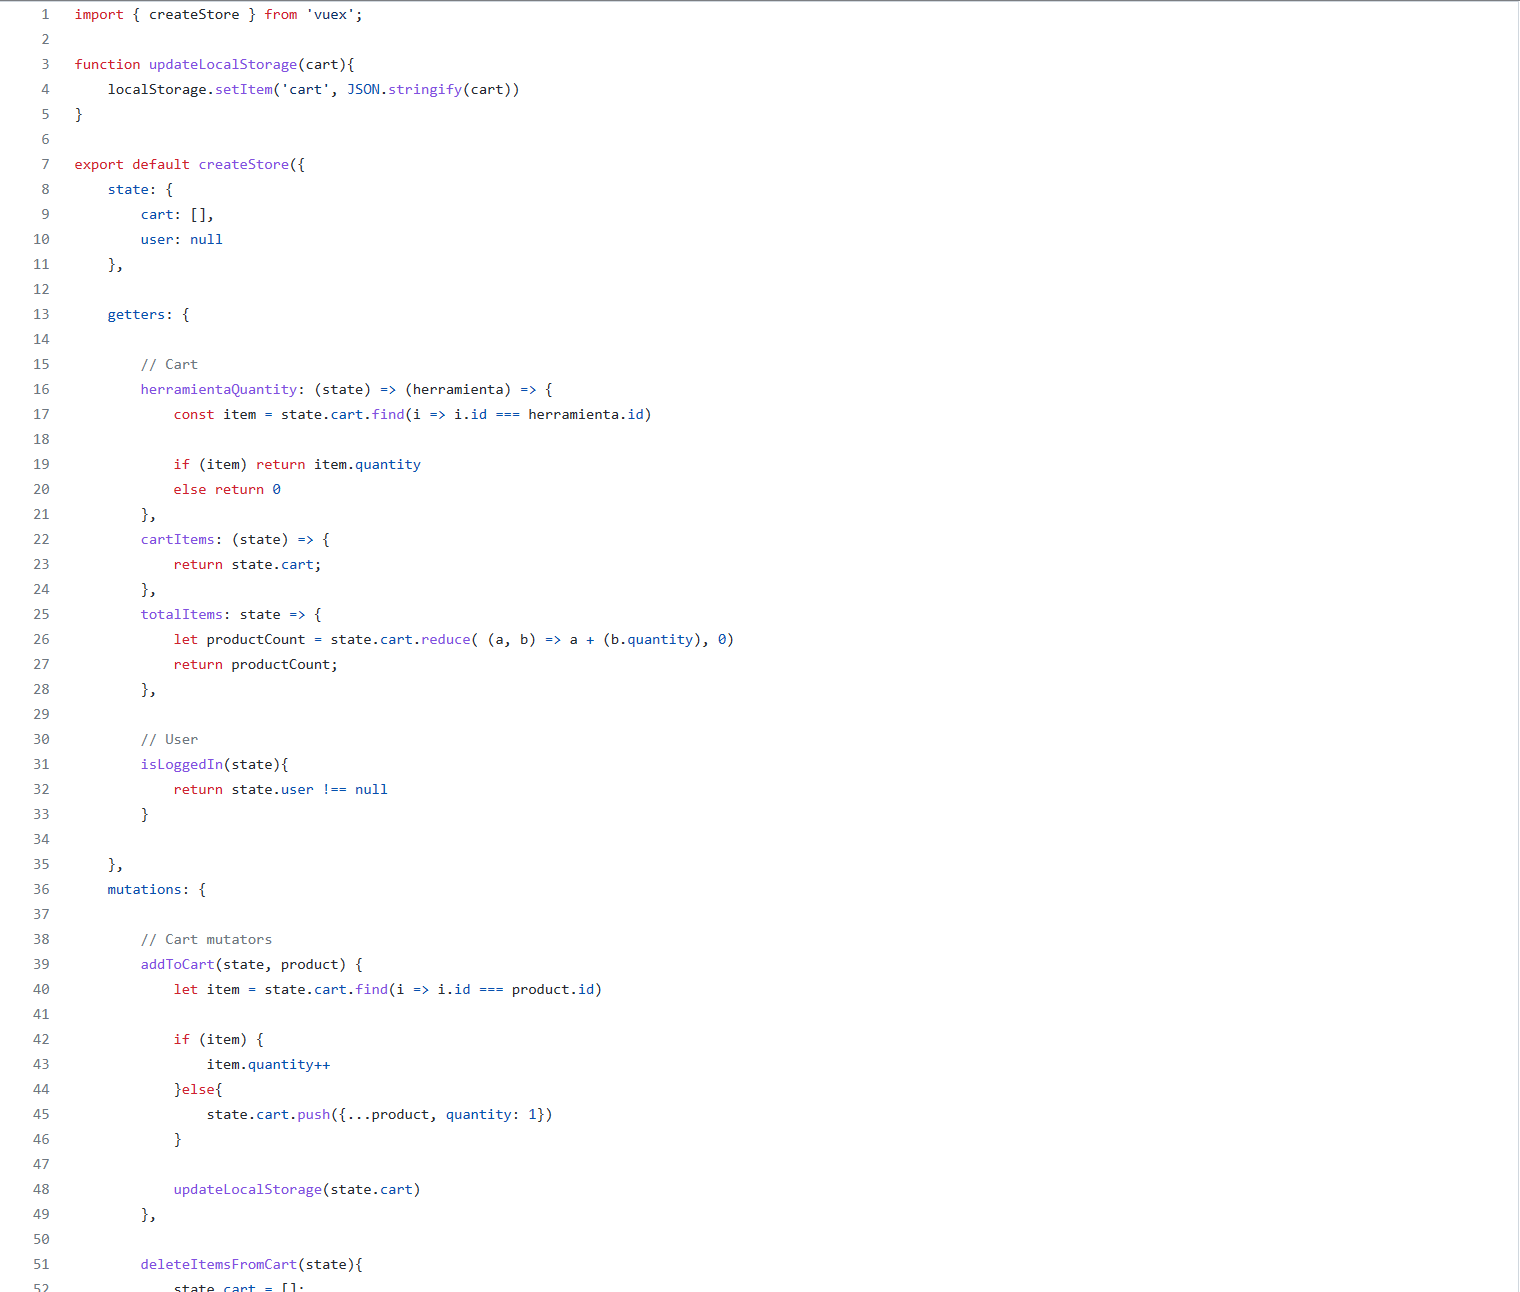 1 import { createStore } from 'vuex';
2
3 function updateLocalStorage(cart){
4     localStorage.setItem('cart', JSON.stringify(cart))
5 }
6
7 export default createStore({
8     state: {
9         cart: [],
10         user: null
11     },
12
13     getters: {
14
15         // Cart
16         herramientaQuantity: (state) => (herramienta) => {
17             const item = state.cart.find(i => i.id === herramienta.id)
18
19             if (item) return item.quantity
20             else return 0
21         },
22         cartItems: (state) => {
23             return state.cart;
24         },
25         totalItems: state => {
26             let productCount = state.cart.reduce( (a, b) => a + (b.quantity), 0)
27             return productCount;
28         },
29
30         // User
31         isLoggedIn(state){
32             return state.user !== null
33         }
34
35     },
36     mutations: {
37
38         // Cart mutators
39         addToCart(state, product) {
40             let item = state.cart.find(i => i.id === product.id)
41
42             if (item) {
43                 item.quantity++
44             }else{
45                 state.cart.push({...product, quantity: 1})
46             }
47
48             updateLocalStorage(state.cart)
49         },
50
51         deleteItemsFromCart(state){
52             state.cart = [];